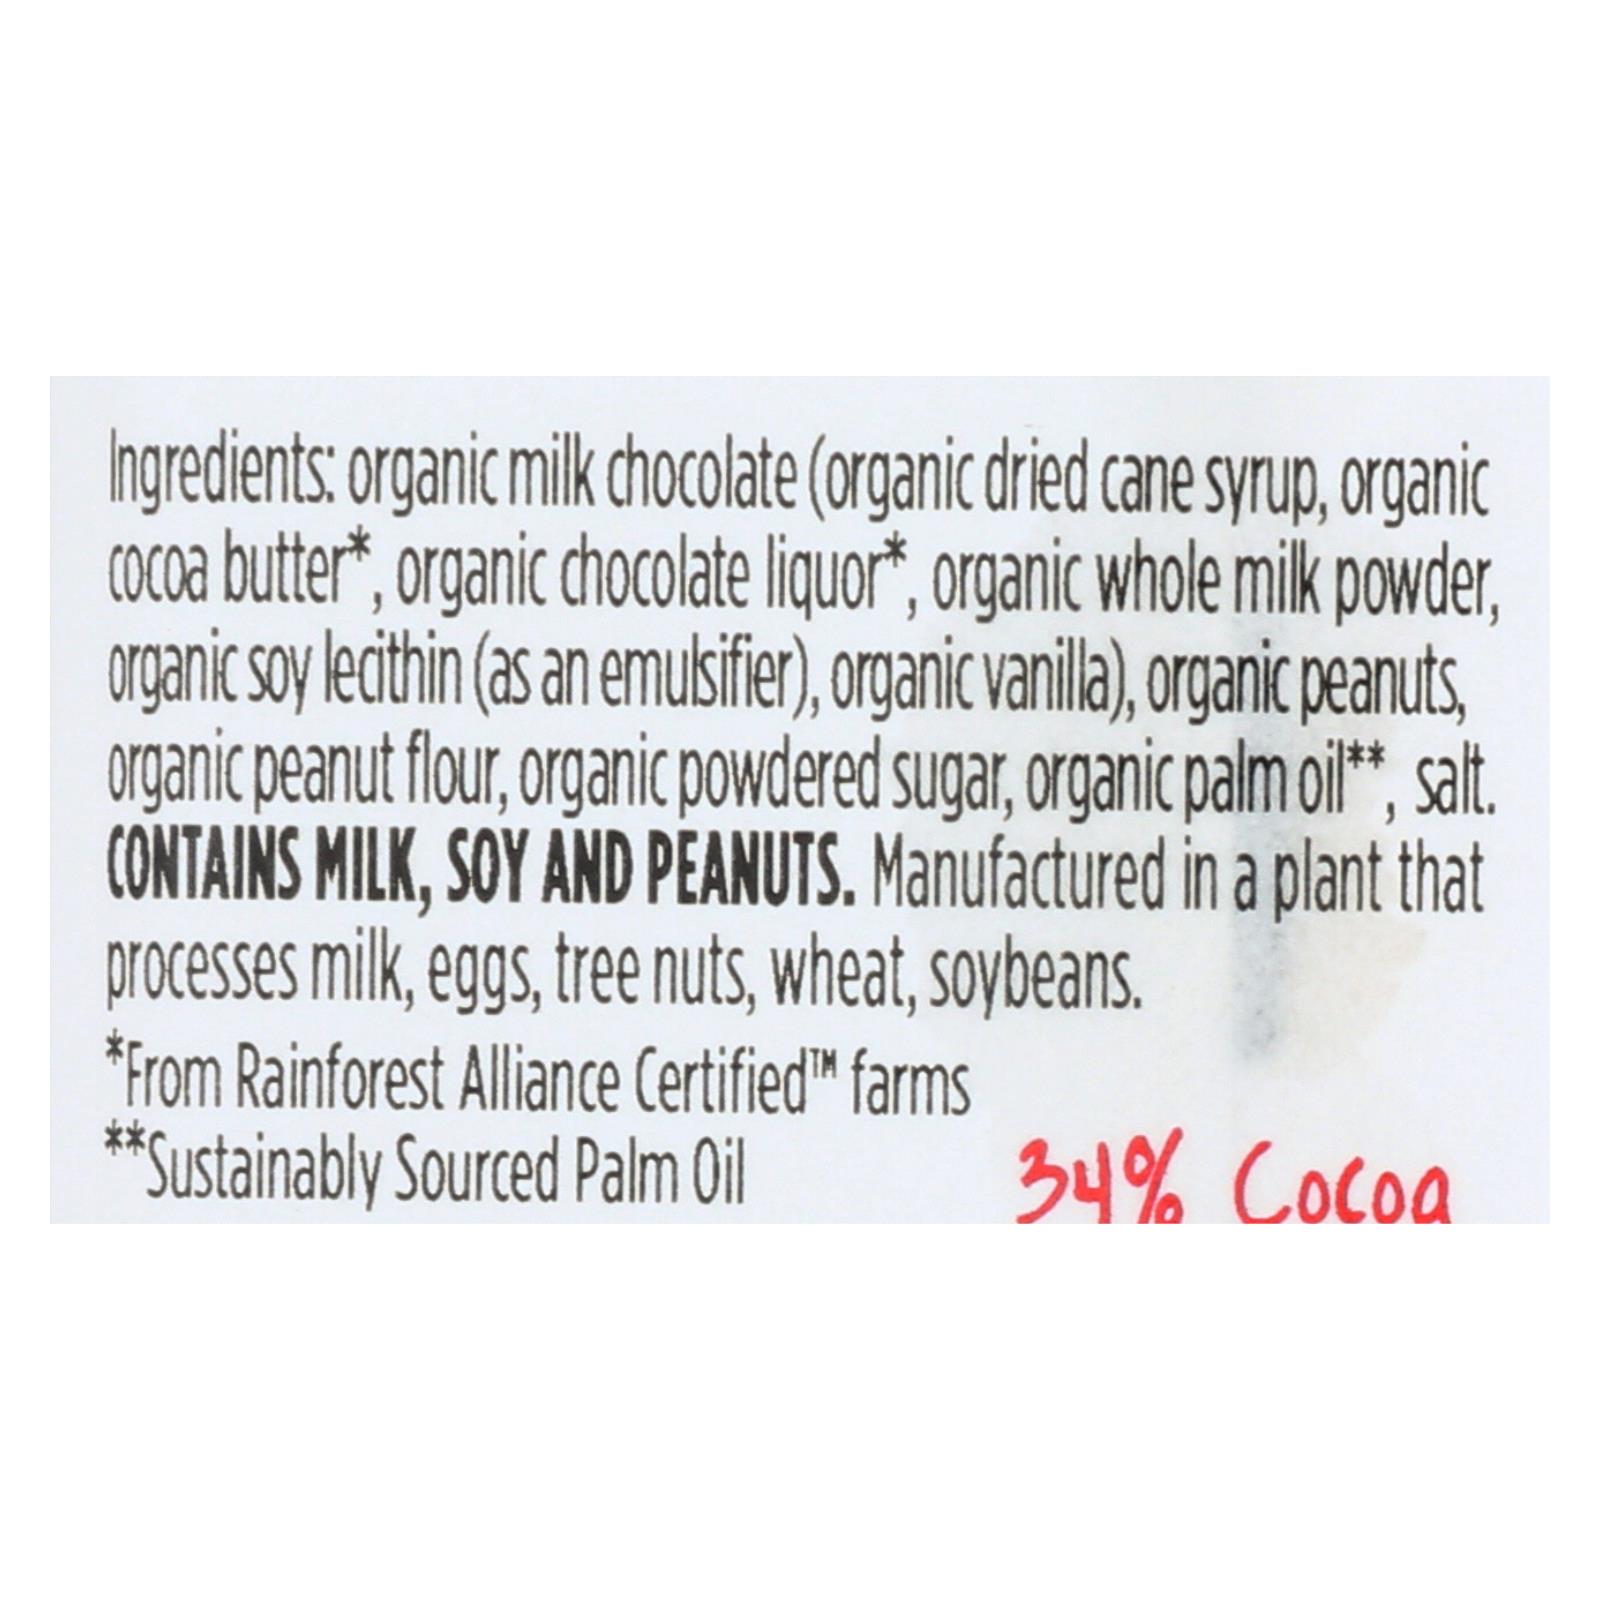 Ingredients: organic milk chocolate (organic dried cane syrup, organic
cocoa butter*, organic chocolate liquor*, organic whole milk powder,
organic soy lecithin (as an emulsifier), organic vanilla), organic peanuts,
organic peanut flour, organic powdered sugar, organic palm oil**, salt.
CONTAINS MILK, SOY AND PEANUTS. Manufactured in a plant that
processes milk, eggs, tree nuts, wheat, soybeans.
*From Rainforest Alliance Certified™ farms
**Sustainably Sourced Palm Oil
34% Cocoa